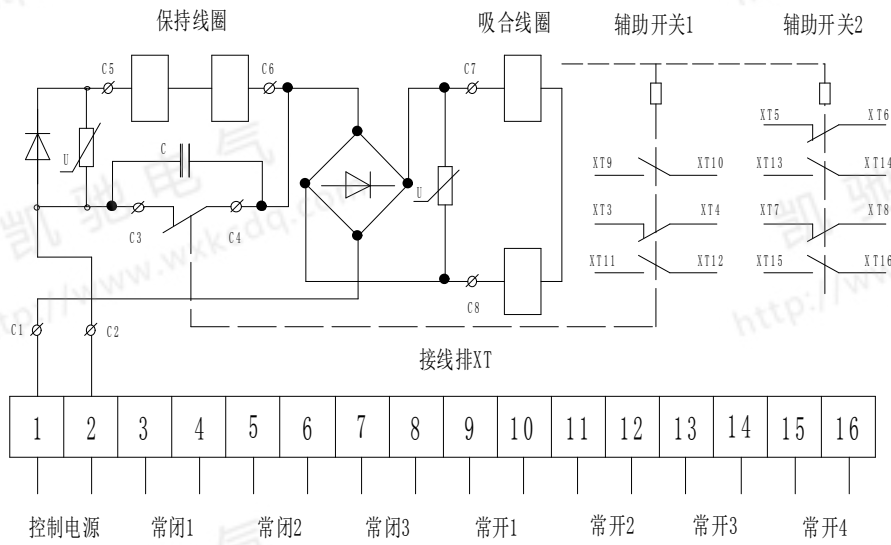 保持线圈
吸合线圈
辅助开关1
辅助开关2
C5
C6
C7
XT5
XT6
U
C
XT9
XT10
XT13
XT14
U
C3
C4
XT3
XT4
XT7
XT8
XT11
XT12
XT15
XT16
C8
C1
C2
接线排XT
1 2 3 4 5 6 7 8 9 10 11 12 13 14 15 16
控制电源 常闭1 常闭2 常闭3 常开1 常开2 常开3 常开4
凯驰电气